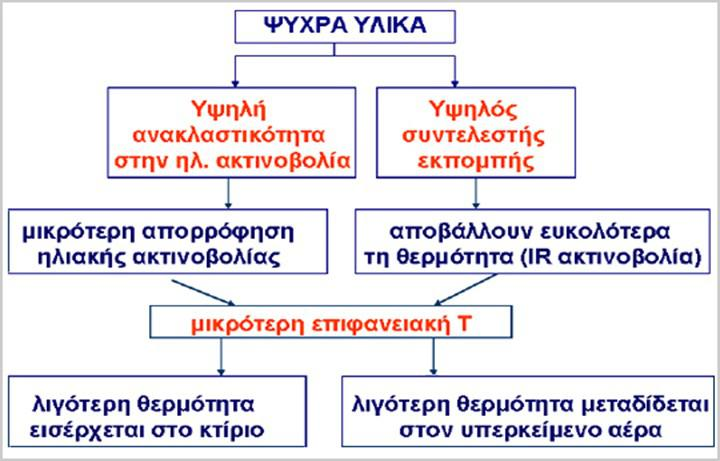 ΨΥΧΡΑ ΥΛΙΚΑ
Υψηλή
ανακλαστικότητα
στην ηλ. ακτινοβολία
Υψηλός
συντελεστής
εκπομπής
μικρότερη απορρόφηση
ηλιακής ακτινοβολίας
αποβάλλουν ευκολότερα
τη θερμότητα (IR ακτινοβολία)
μικρότερη επιφανειακή Τ
λιγότερη θερμότητα
εισέρχεται στο κτίριο
λιγότερη θερμότητα μεταδίδεται
στον υπερκείμενο αέρα